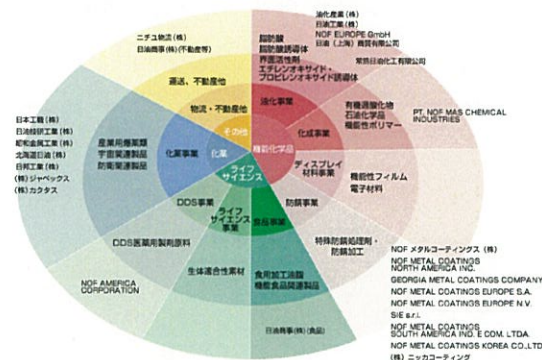 ニチユ物流(株)
日油商事(株)(不動産等)
運送、不動産他
物流・不動産他
その他
油化産業(株)
日油工業(株)
NOF EUROPE GmbH
日油(上海)商貿有限公司
常熟日油化工有限公司
脂肪酸
脂肪酸誘導体
界面活性剤
エチレンオキサイド・
プロピレンオキサイド誘導体
油化事業
機能化学品
化成事業
有機過酸化物
石油化学品
機能性ポリマー
PT. NOF MAS CHEMICAL
INDUSTRIES
ディスプレイ
材料事業
機能性フィルム
電子材料
防錆事業
特殊防錆処理剤・
防錆加工
NOF メタルコーティングス(株)
NOF METAL COATINGS
NORTH AMERICA INC.
GEORGIA METAL COATINGS COMPANY
NOF METAL COATINGS EUROPE S.A.
NOF METAL COATINGS EUROPE N.V.
SIE s.r.l.
NOF METAL COATINGS
SOUTH AMERICA IND. E COM. LTDA.
NOF METAL COATINGS KOREA CO.,LTD
(株)ニッカコーティング
日本工機(株)
日油技研工業(株)
昭和金属工業(株)
北海道日油(株)
日邦工業(株)
(株)ジャペックス
(株)カクタス
産業用爆薬類
宇宙関連製品
防衛関連製品
化薬事業
化薬
ライフ
サイエンス
DDS事業
DDS医薬用製剤原料
NOF AMERICA
CORPORATION
ライフ
サイエンス
事業
生体適合性素材
食品事業
食用加工油脂
機能食品関連製品
日油商事(株)(食品)